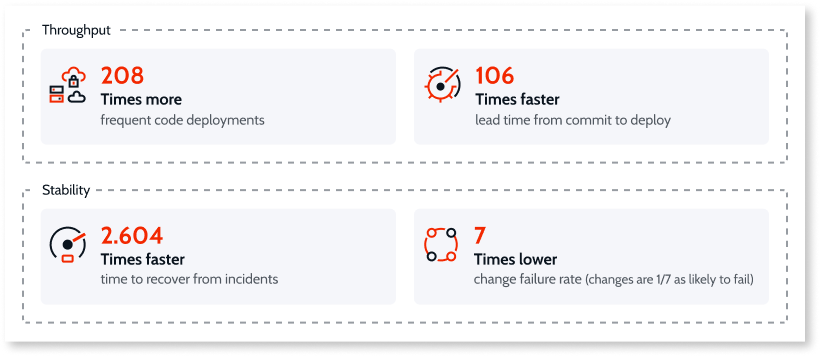 Throughput
208
Times more
frequent code deployments
106
Times faster
lead time from commit to deploy
Stability
2.604
Times faster
time to recover from incidents
7
Times lower
change failure rate (changes are 1/7 as likely to fail)